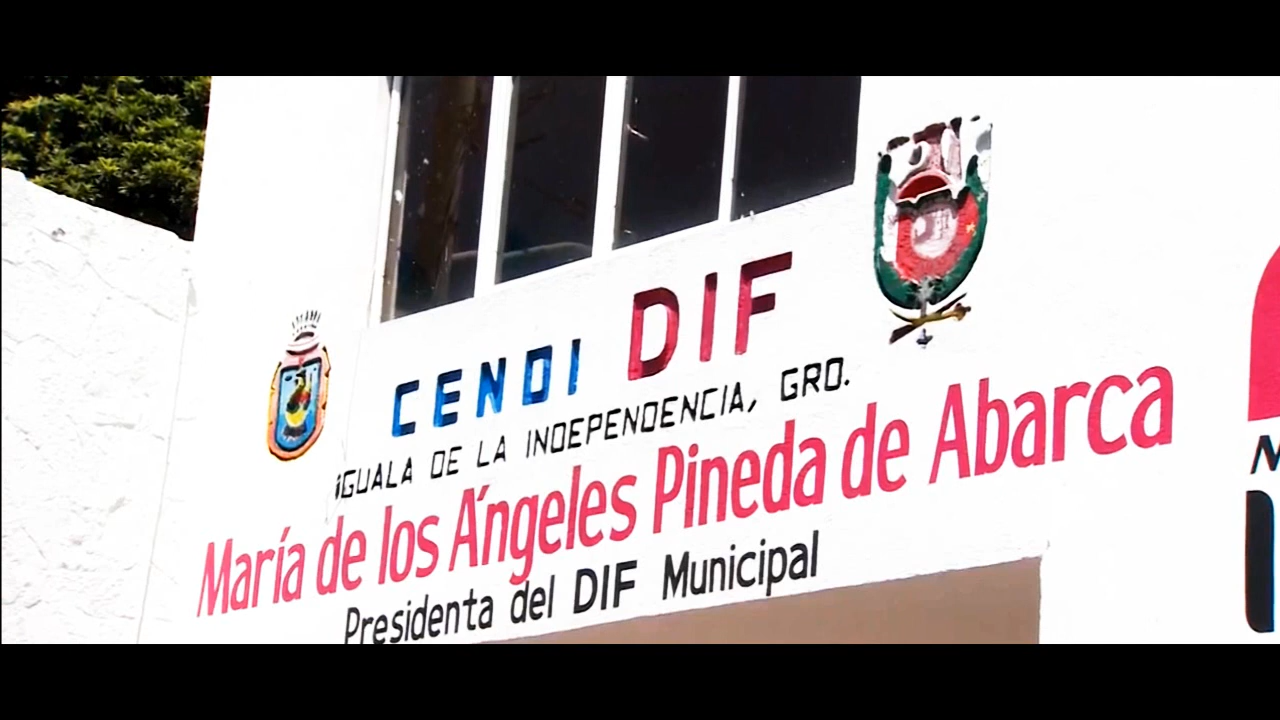 CENDI DIF
IGUALA DE LA INDEPENDENCIA, GRO.
María de los Ángeles Pineda de Abarca
Presidenta del DIF Municipal